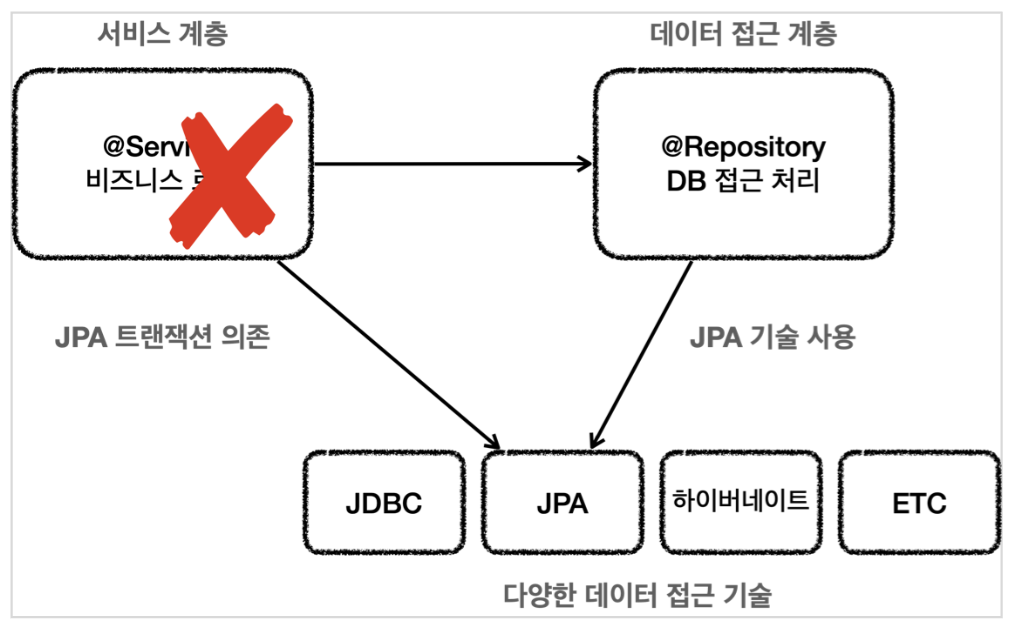 서비스 계층
데이터 접근 계층
@Servi
비즈니스
@Repository
DB 접근 처리
JPA 트랜잭션 의존
JPA 기술 사용
JDBC
JPA
하이버네이트
ETC
다양한 데이터 접근 기술